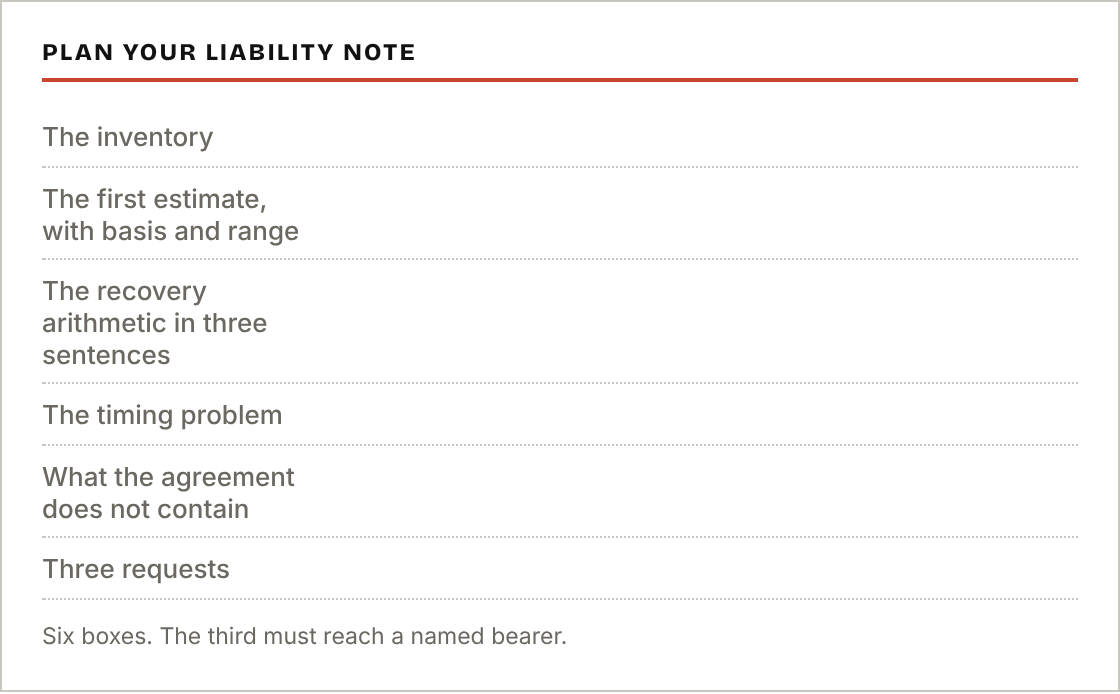 PLAN YOUR LIABILITY NOTE
The inventory
The first estimate,
with basis and range
The recovery
arithmetic in three
sentences
The timing problem
What the agreement
does not contain
Three requests
Six boxes. The third must reach a named bearer.